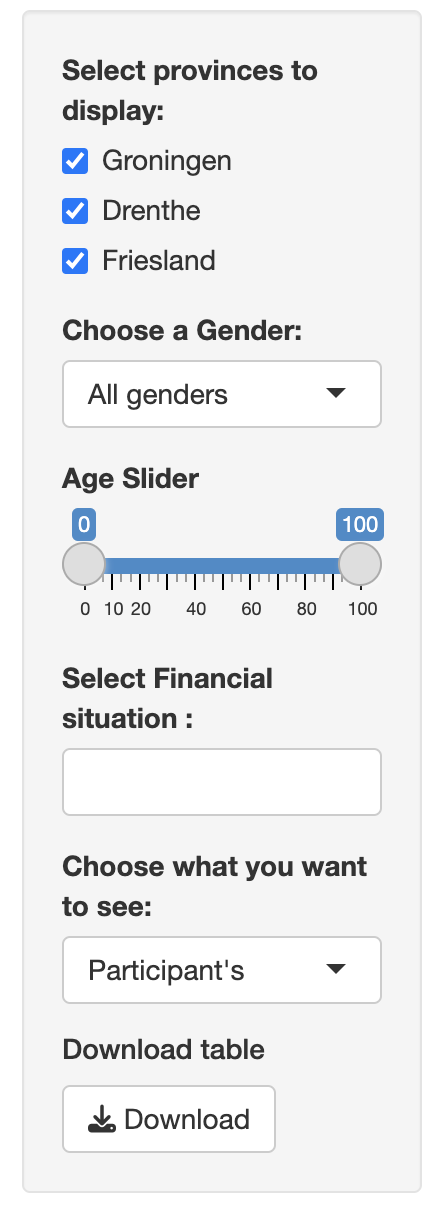 Select provinces to
display:
Groningen
Drenthe
Friesland
Choose a Gender:
All genders
Age Slider
0 100
0 10 20 40 60 80 100
Select Financial
situation :
Choose what you want
to see:
Participant's
Download table
Download